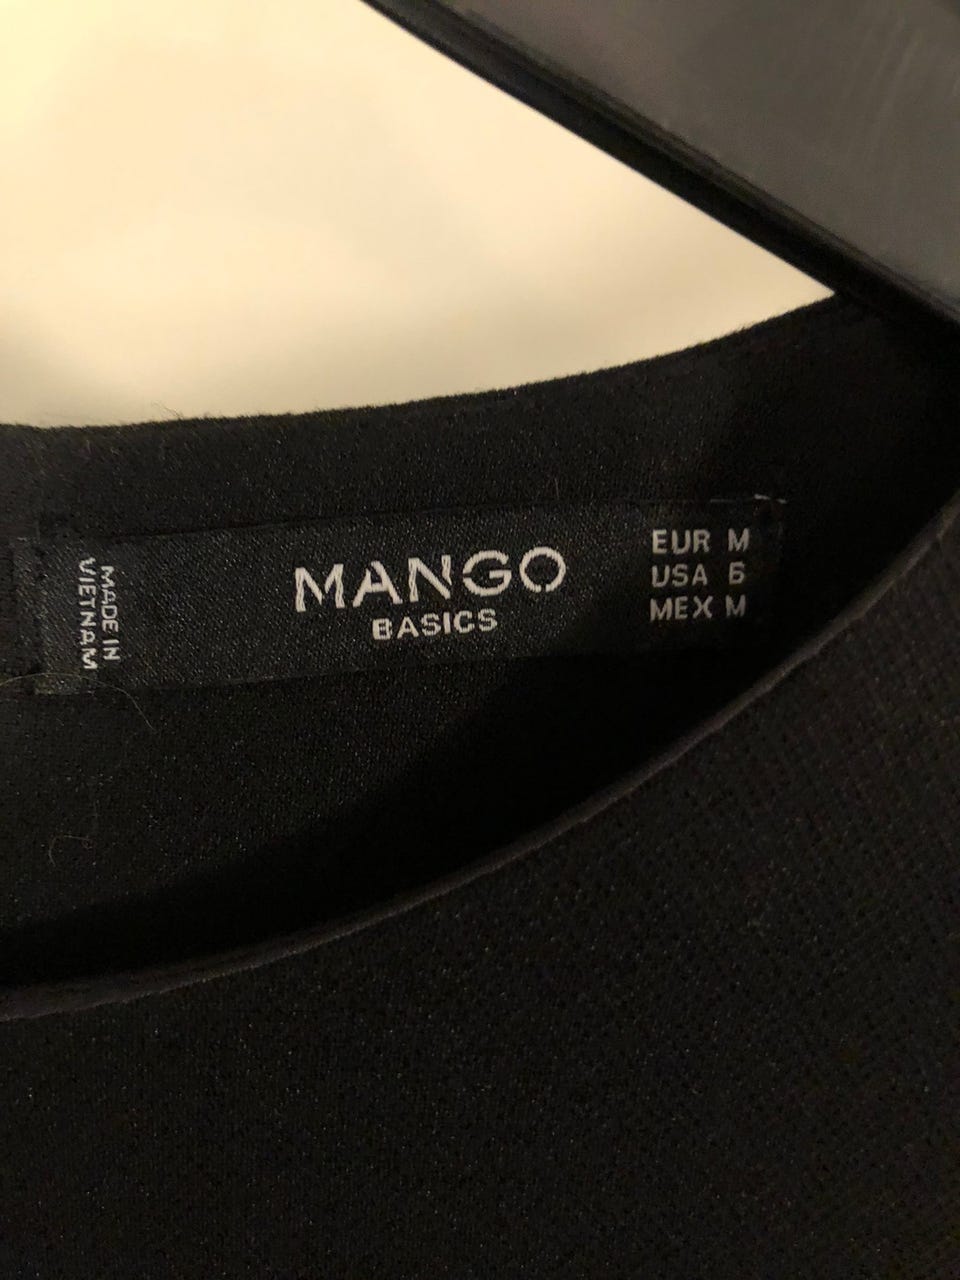 MADE IN
VIETNAM
MANGO
BASICS
EUR M
USA 6
MEX M